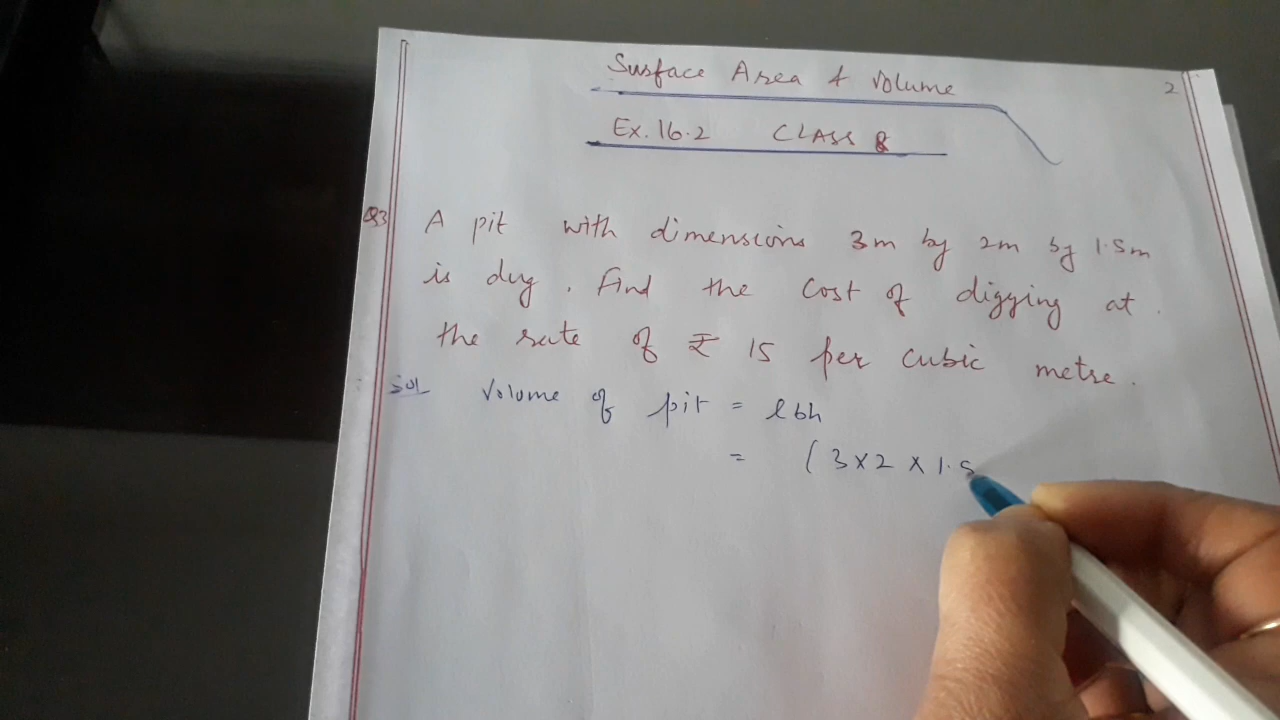 Surface Area & Volume
2
Ex. 16.2 CLASS 8
Q3 A pit with dimensions 3m by 2m by 1.5m
is dug. Find the cost of digging at
the rate of ₹ 15 per cubic metre.
Sol Volume of pit = lbh
= (3×2×1.5